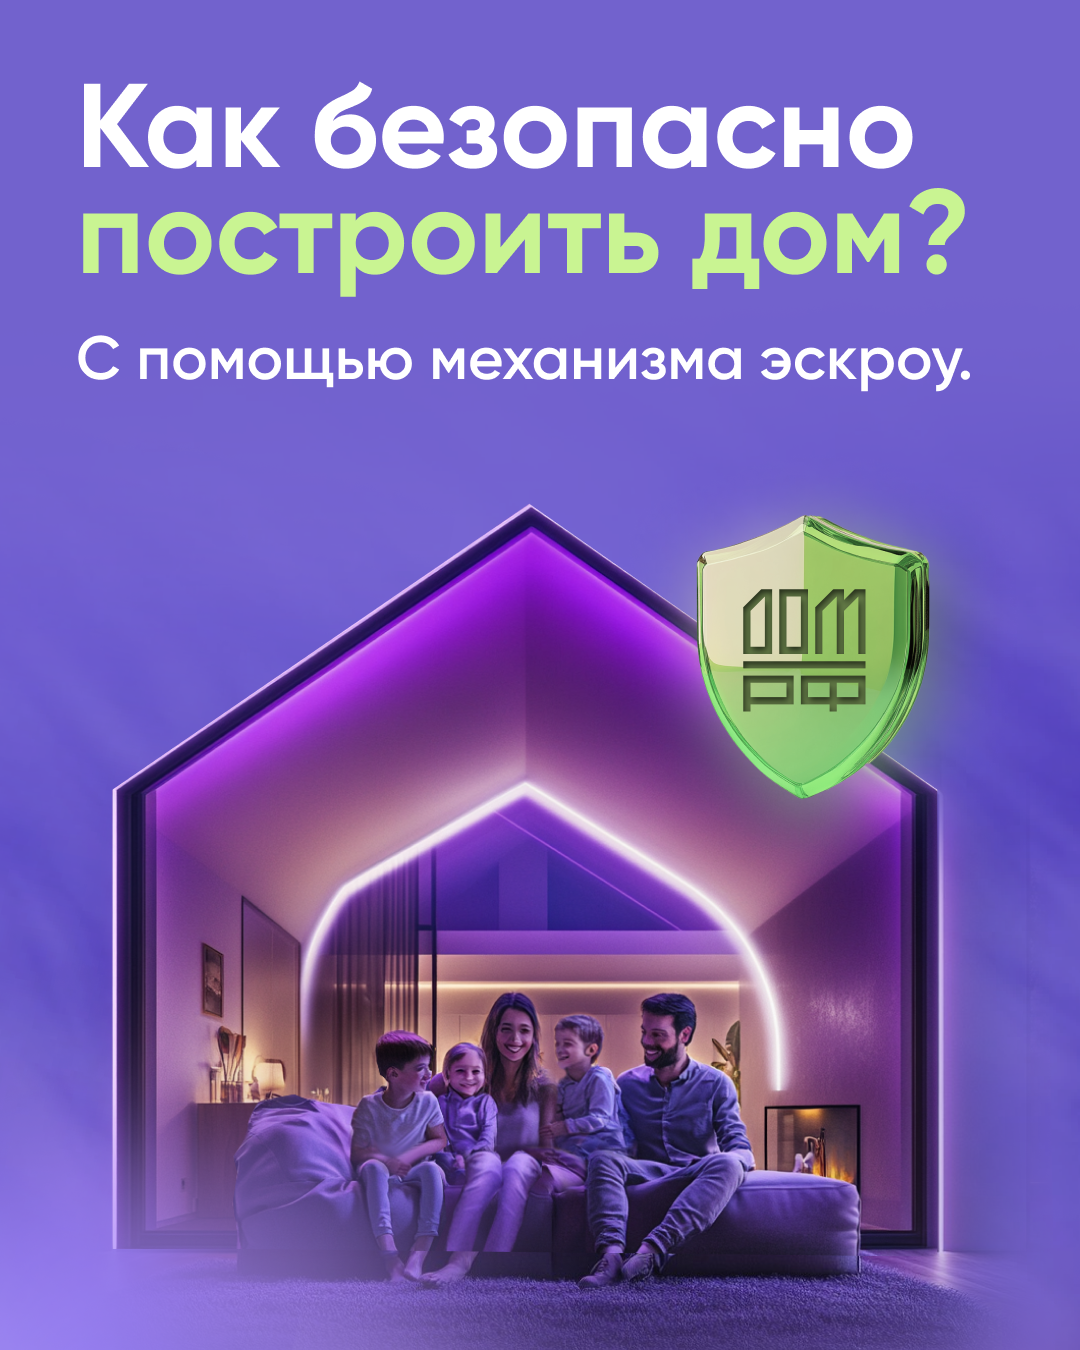 Как безопасно
построить дом?
С помощью механизма эскроу.
ДОМ
РФ